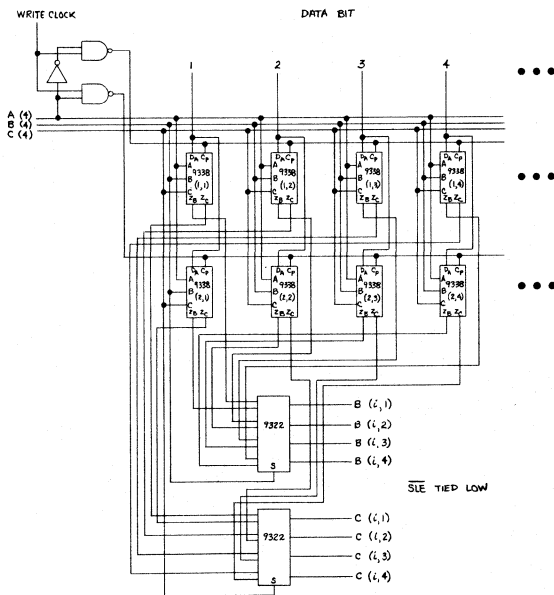 WRITE CLOCK
DATA BIT
1 2 3 4
A (4)
B (4)
C (4)
DA CP
A
B
C
9338
(1,1)
ZB ZC
DA CP
A
B
C
9338
(1,2)
ZB ZC
DA CP
A
B
C
9338
(1,3)
ZB ZC
DA CP
A
B
C
9338
(1,4)
ZB ZC
DA CP
A
B
C
9338
(2,1)
ZB ZC
DA CP
A
B
C
9338
(2,2)
ZB ZC
DA CP
A
B
C
9338
(2,3)
ZB ZC
DA CP
A
B
C
9338
(2,4)
ZB ZC
9322
S
B (i,1)
B (i,2)
B (i,3)
B (i,4)
SLE TIED LOW
9322
S
C (i,1)
C (i,2)
C (i,3)
C (i,4)